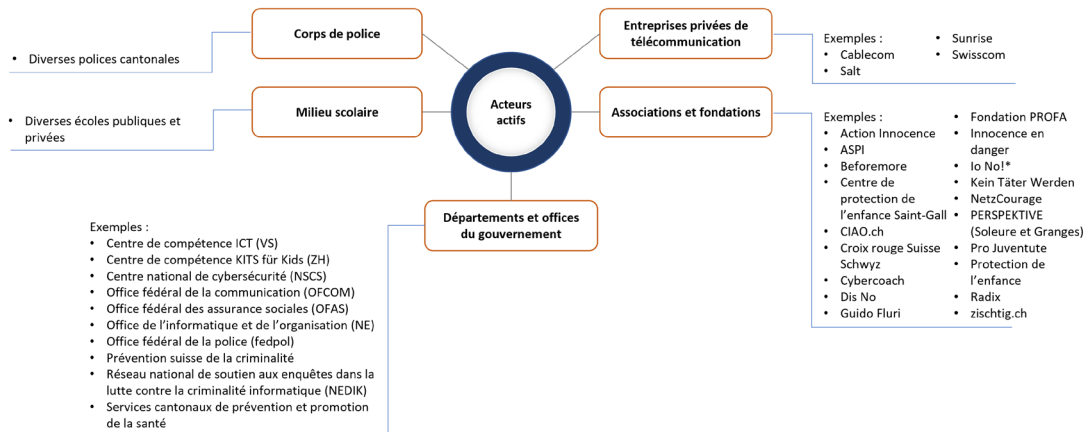 Corps de police
• Diverses polices cantonales
Milieu scolaire
• Diverses écoles publiques et
privées
Acteurs
actifs
Entreprises privées de
télécommunication
Exemples :
• Cablecom
• Salt
• Sunrise
• Swisscom
Associations et fondations
Exemples :
• Action Innocence
• ASPI
• Beforemore
• Centre de
protection de
l'enfance Saint-Gall
• CIAO.ch
• Croix rouge Suisse
Schwyz
• Cybercoach
• Dis No
• Guido Fluri
• Fondation PROFA
• Innocence en
danger
• Io No!*
• Kein Täter Werden
• NetzCourage
• PERSPEKTIVE
(Soleure et Granges)
• Pro Juventute
• Protection de
l'enfance
• Radix
• zischtig.ch
Départements et offices
du gouvernement
Exemples :
• Centre de compétence ICT (VS)
• Centre de compétence KITS für Kids (ZH)
• Centre national de cybersécurité (NSCS)
• Office fédéral de la communication (OFCOM)
• Office fédéral des assurance sociales (OFAS)
• Office de l'informatique et de l'organisation (NE)
• Office fédéral de la police (fedpol)
• Prévention suisse de la criminalité
• Réseau national de soutien aux enquêtes dans la
lutte contre la criminalité informatique (NEDIK)
• Services cantonaux de prévention et promotion
de la santé